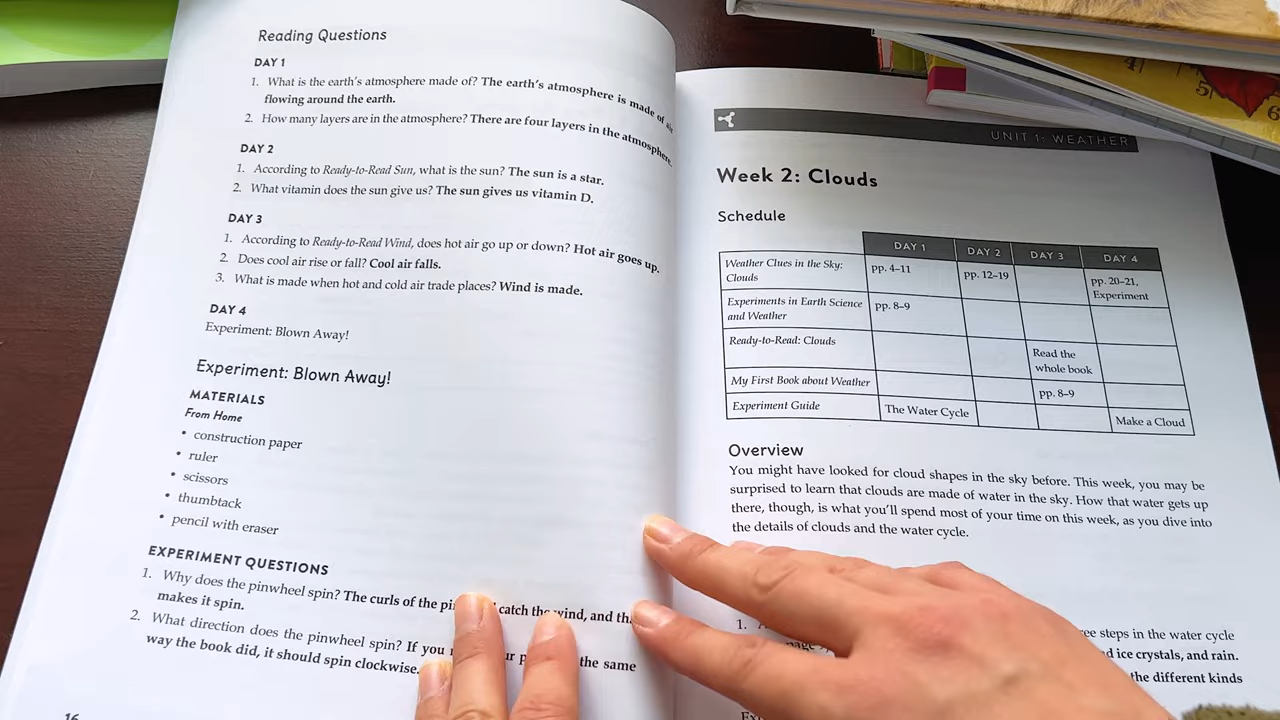 Reading Questions
DAY 1
1. What is the earth's atmosphere made of? The earth's atmosphere is made of air
flowing around the earth.
2. How many layers are in the atmosphere? There are four layers in the atmosphere.
DAY 2
1. According to Ready-to-Read Sun, what is the sun? The sun is a star.
2. What vitamin does the sun give us? The sun gives us vitamin D.
DAY 3
1. According to Ready-to-Read Wind, does hot air go up or down? Hot air goes up.
2. Does cool air rise or fall? Cool air falls.
3. What is made when hot and cold air trade places? Wind is made.
DAY 4
Experiment: Blown Away!
Experiment: Blown Away!
MATERIALS
From Home
• construction paper
• ruler
• scissors
• thumbtack
• pencil with eraser
EXPERIMENT QUESTIONS
1. Why does the pinwheel spin? The curls of the catch the wind, and
makes it spin.
2. What direction does the pinwheel spin? If you the same
way the book did, it should spin clockwise.
16
UNIT 1: WEATHER
Week 2: Clouds
Schedule
DAY 1 DAY 2 DAY 3 DAY 4
Weather Clues in the Sky: Clouds pp. 4–11 pp. 12–19 pp. 20–21, Experiment
Experiments in Earth Science and Weather pp. 8–9
Ready-to-Read: Clouds Read the whole book
My First Book about Weather pp. 8–9
Experiment Guide The Water Cycle Make a Cloud
Overview
You might have looked for cloud shapes in the sky before. This week, you may be
surprised to learn that clouds are made of water in the sky. How that water gets up
there, though, is what you'll spend most of your time on this week, as you dive into
the details of clouds and the water cycle.
1.
steps in the water cycle
ice crystals, and rain.
the different kinds
4
5
6